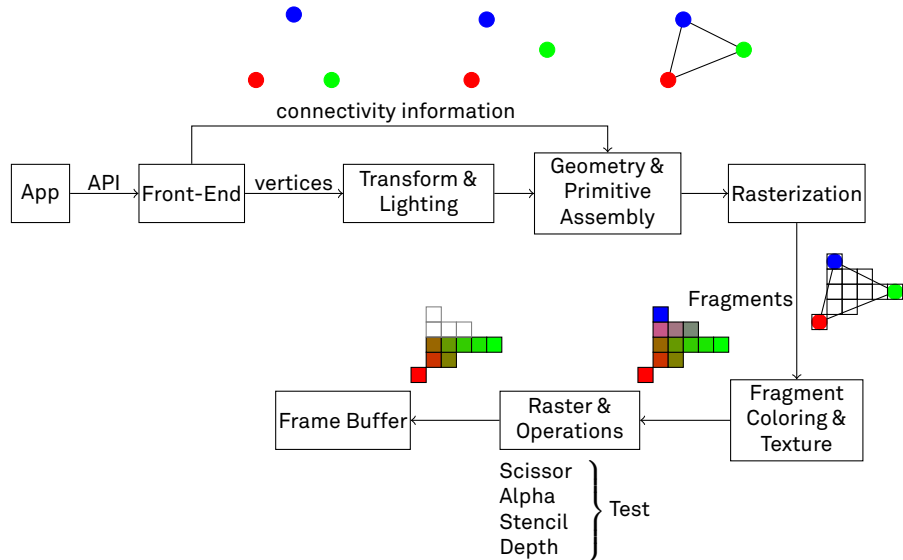 connectivity information
App
API
Front-End
vertices
Transform &
Lighting
Geometry &
Primitive
Assembly
Rasterization
Fragments
Fragment
Coloring &
Texture
Raster &
Operations
Frame Buffer
Scissor
Alpha
Stencil
Depth
Test